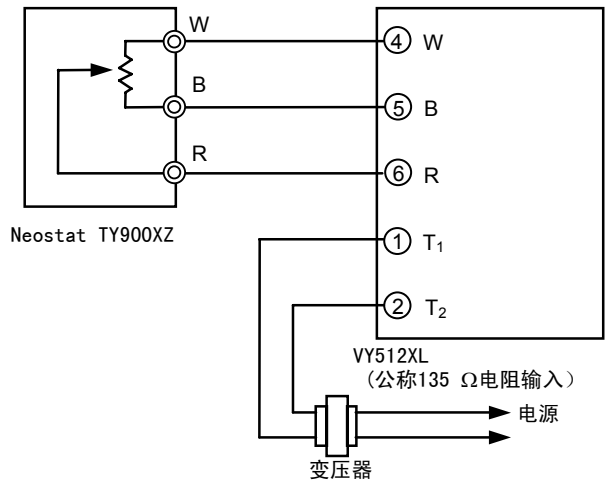 W
④ W
B
⑤ B
R
⑥ R
Neostat TY900XZ
① T₁
② T₂
VY512XL
（公称135 Ω电阻输入）
电源
变压器